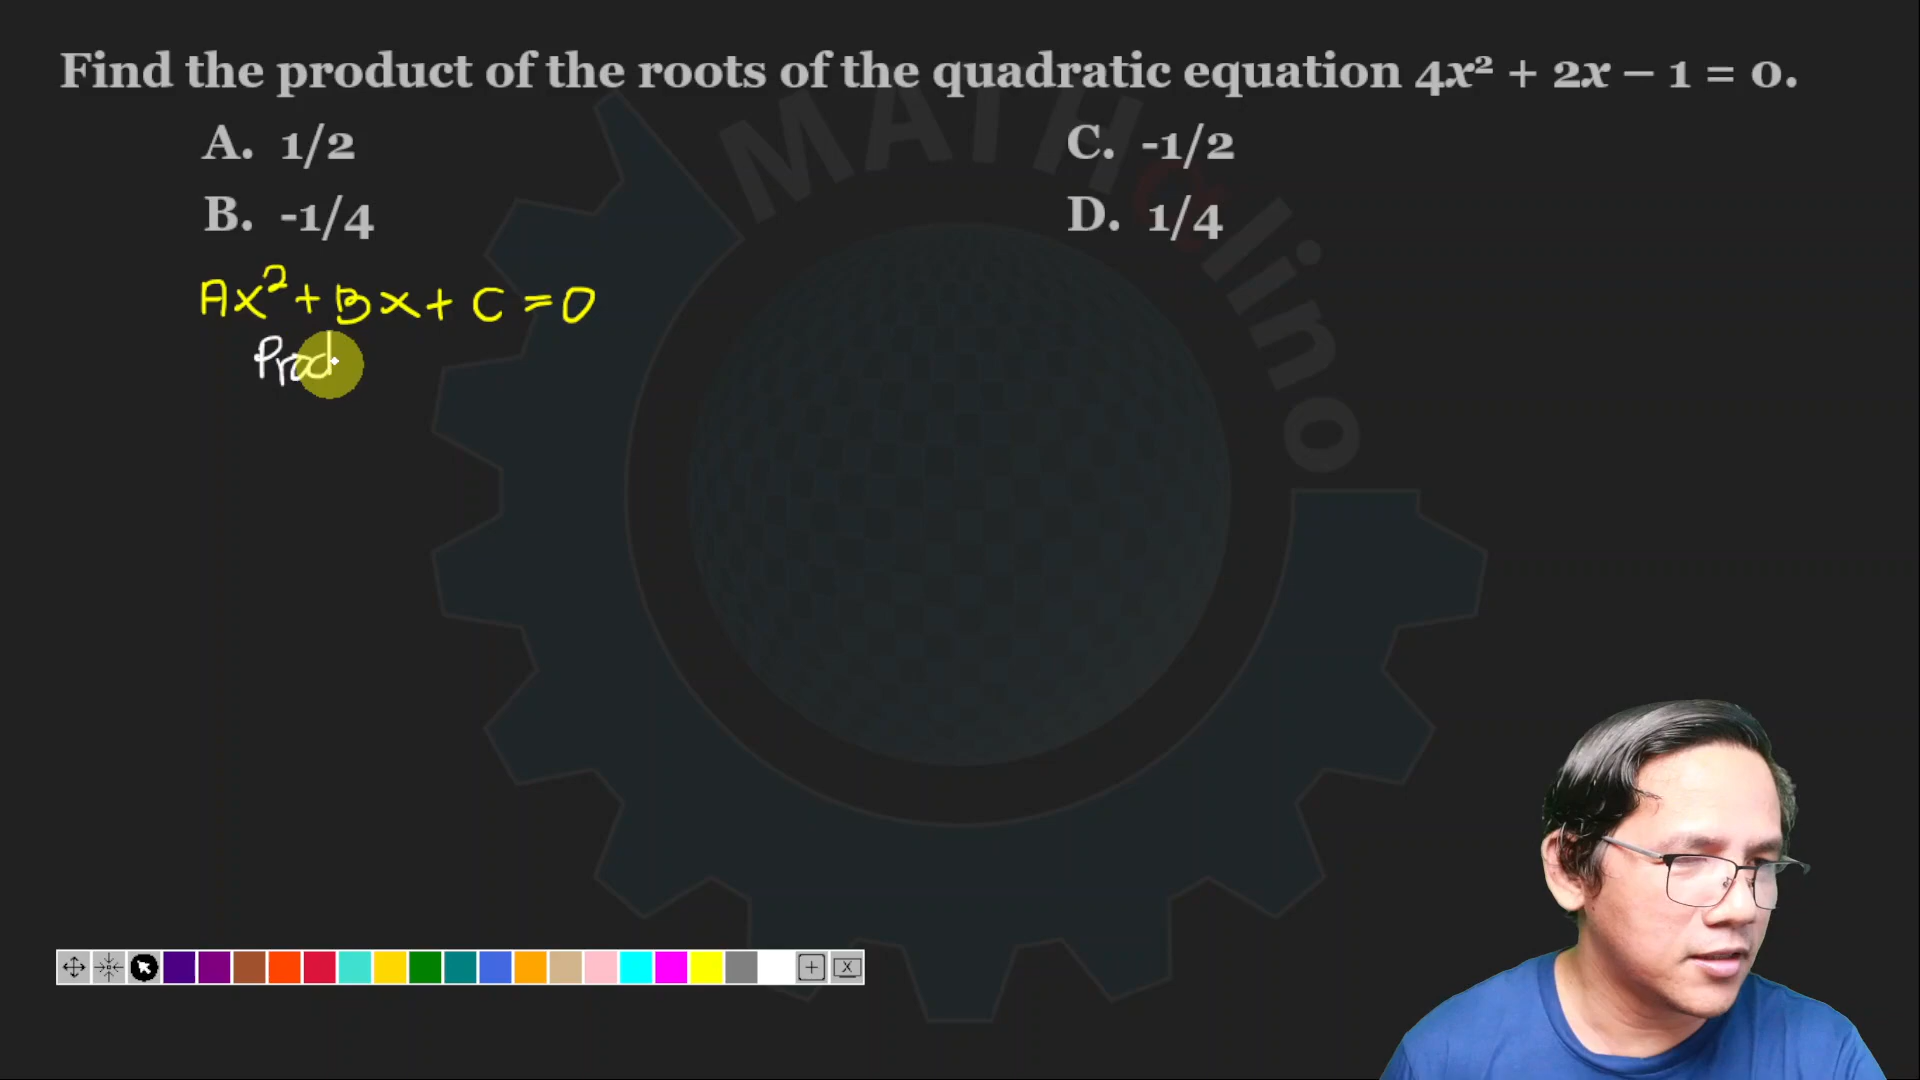 Find the product of the roots of the quadratic equation 4x² + 2x – 1 = 0.
A. 1/2
C. -1/2
B. -1/4
D. 1/4
Ax² + Bx + C = 0
Prod
MATHalino